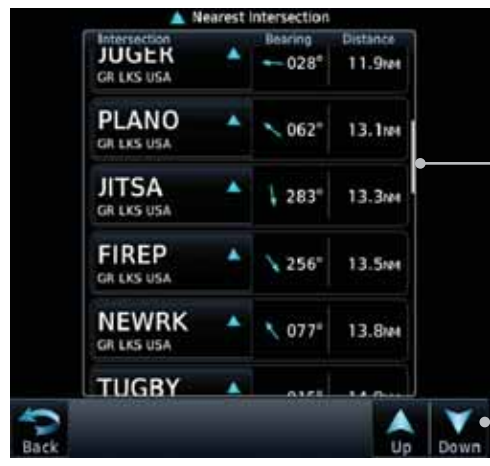 Nearest Intersection
Intersection Bearing Distance
JUGER 028° 11.9NM
GR LKS USA
PLANO 062° 13.1NM
GR LKS USA
JITSA 283° 13.3NM
GR LKS USA
FIREP 256° 13.5NM
GR LKS USA
NEWRK 077° 13.8NM
GR LKS USA
TUGBY
Back Up Down